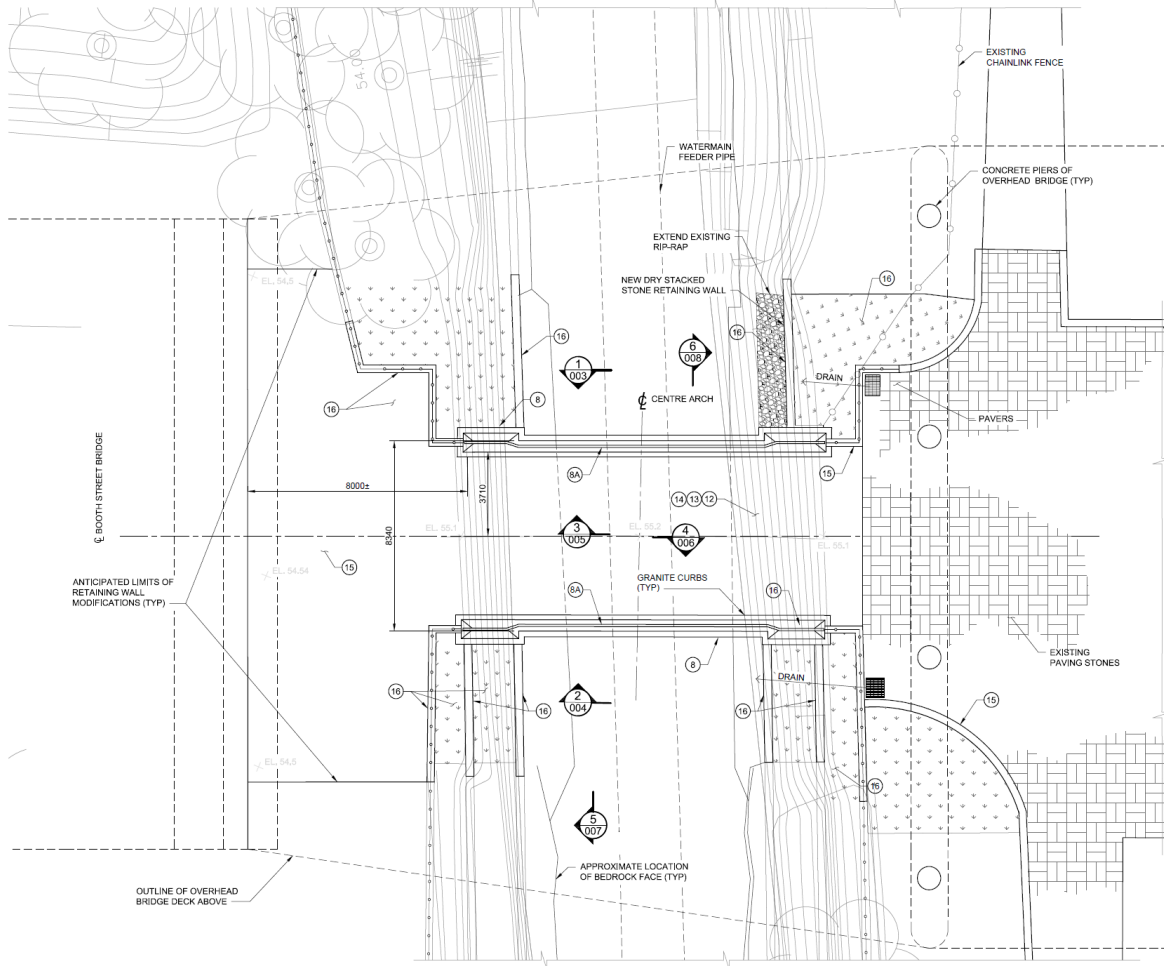 EXISTING
CHAINLINK FENCE
54.00
WATERMAIN
FEEDER PIPE
CONCRETE PIERS OF
OVERHEAD BRIDGE (TYP)
EXTEND EXISTING
RIP-RAP
NEW DRY STACKED
STONE RETAINING WALL
EL. 54.5
16
16
16
1
003
6
008
DRAIN
℄ CENTRE ARCH
16
8
PAVERS
℄ BOOTH STREET BRIDGE
8000±
8340
3710
8A
15
14 13 12
EL. 55.1
3
005
EL. 55.2
4
006
EL. 55.1
15
EL. 54.54
ANTICIPATED LIMITS OF
RETAINING WALL
MODIFICATIONS (TYP)
GRANITE CURBS
(TYP)
8A
16
EXISTING
PAVING STONES
8
DRAIN
16
2
004
16
16
15
EL. 54.5
16
5
007
APPROXIMATE LOCATION
OF BEDROCK FACE (TYP)
OUTLINE OF OVERHEAD
BRIDGE DECK ABOVE